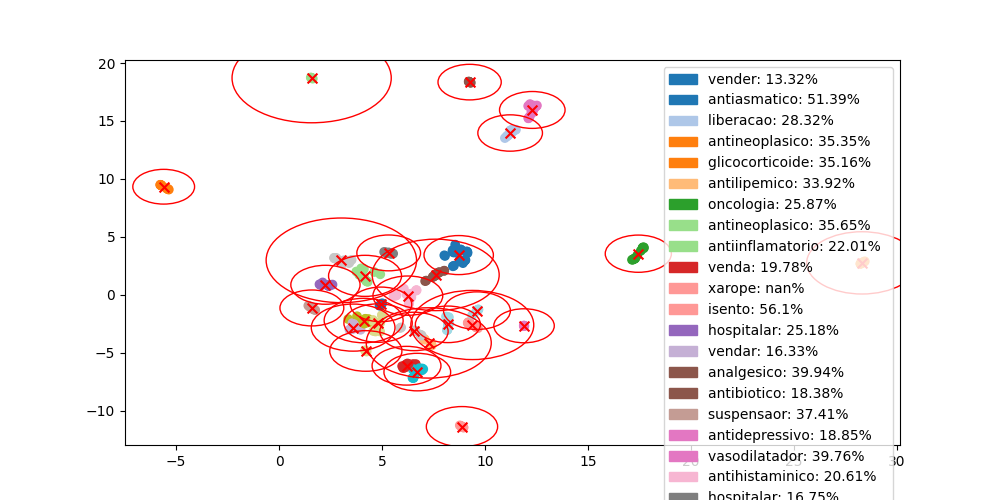 20
15
10
5
0
−5
−10
−5
0
5
10
15
20
25
30
vender: 13.32%
antiasmatico: 51.39%
liberacao: 28.32%
antineoplasico: 35.35%
glicocorticoide: 35.16%
antilipemico: 33.92%
oncologia: 25.87%
antineoplasico: 35.65%
antiinflamatorio: 22.01%
venda: 19.78%
xarope: nan%
isento: 56.1%
hospitalar: 25.18%
vendar: 16.33%
analgesico: 39.94%
antibiotico: 18.38%
suspensaor: 37.41%
antidepressivo: 18.85%
vasodilatador: 39.76%
antihistaminico: 20.61%
hospitalar: 16.75%